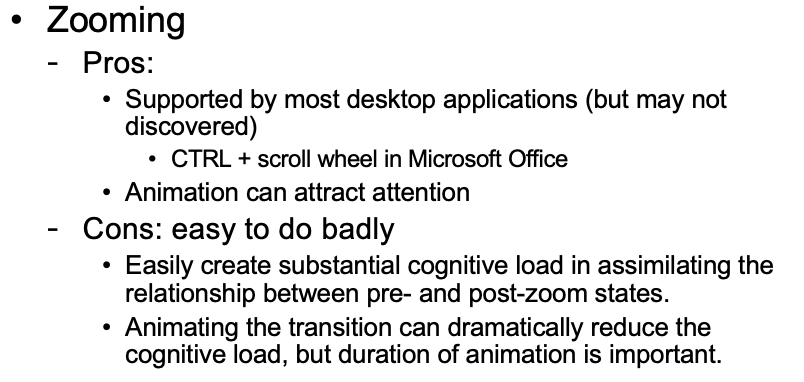 • Zooming
- Pros:
• Supported by most desktop applications (but may not
discovered)
• CTRL + scroll wheel in Microsoft Office
• Animation can attract attention
- Cons: easy to do badly
• Easily create substantial cognitive load in assimilating the
relationship between pre- and post-zoom states.
• Animating the transition can dramatically reduce the
cognitive load, but duration of animation is important.